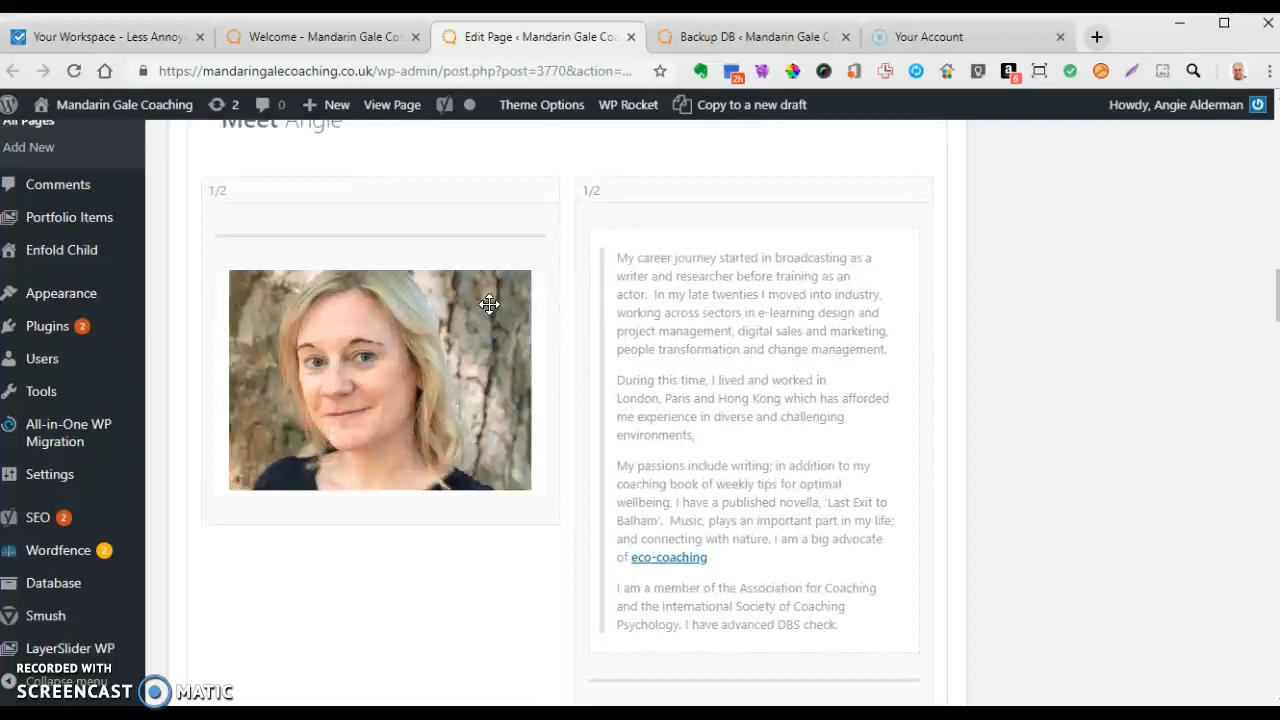 Your Workspace - Less Annoy
Welcome - Mandarin Gale Co
Edit Page ‹ Mandarin Gale Coa
Backup DB ‹ Mandarin Gale C
Your Account
https://mandaringalecoaching.co.uk/wp-admin/post.php?post=3770&action=...
2h
6
Mandarin Gale Coaching
2
0
New
View Page
Theme Options
WP Rocket
Copy to a new draft
Howdy, Angie Alderman
All Pages
Add New
Comments
Portfolio Items
Enfold Child
Appearance
Plugins 2
Users
Tools
All-in-One WP
Migration
Settings
SEO 2
Wordfence 2
Database
Smush
LayerSlider WP
Collapse menu
Meet Angie
1/2
1/2
My career journey started in broadcasting as a
writer and researcher before training as an
actor. In my late twenties I moved into industry,
working across sectors in e-learning design and
project management, digital sales and marketing,
people transformation and change management.
During this time, I lived and worked in
London, Paris and Hong Kong which has afforded
me experience in diverse and challenging
environments,
My passions include writing; in addition to my
coaching book of weekly tips for optimal
wellbeing, I have a published novella, 'Last Exit to
Balham'. Music, plays an important part in my life;
and connecting with nature. I am a big advocate
of eco-coaching
I am a member of the Association for Coaching
and the International Society of Coaching
Psychology. I have advanced DBS check.
RECORDED WITH
SCREENCAST MATIC